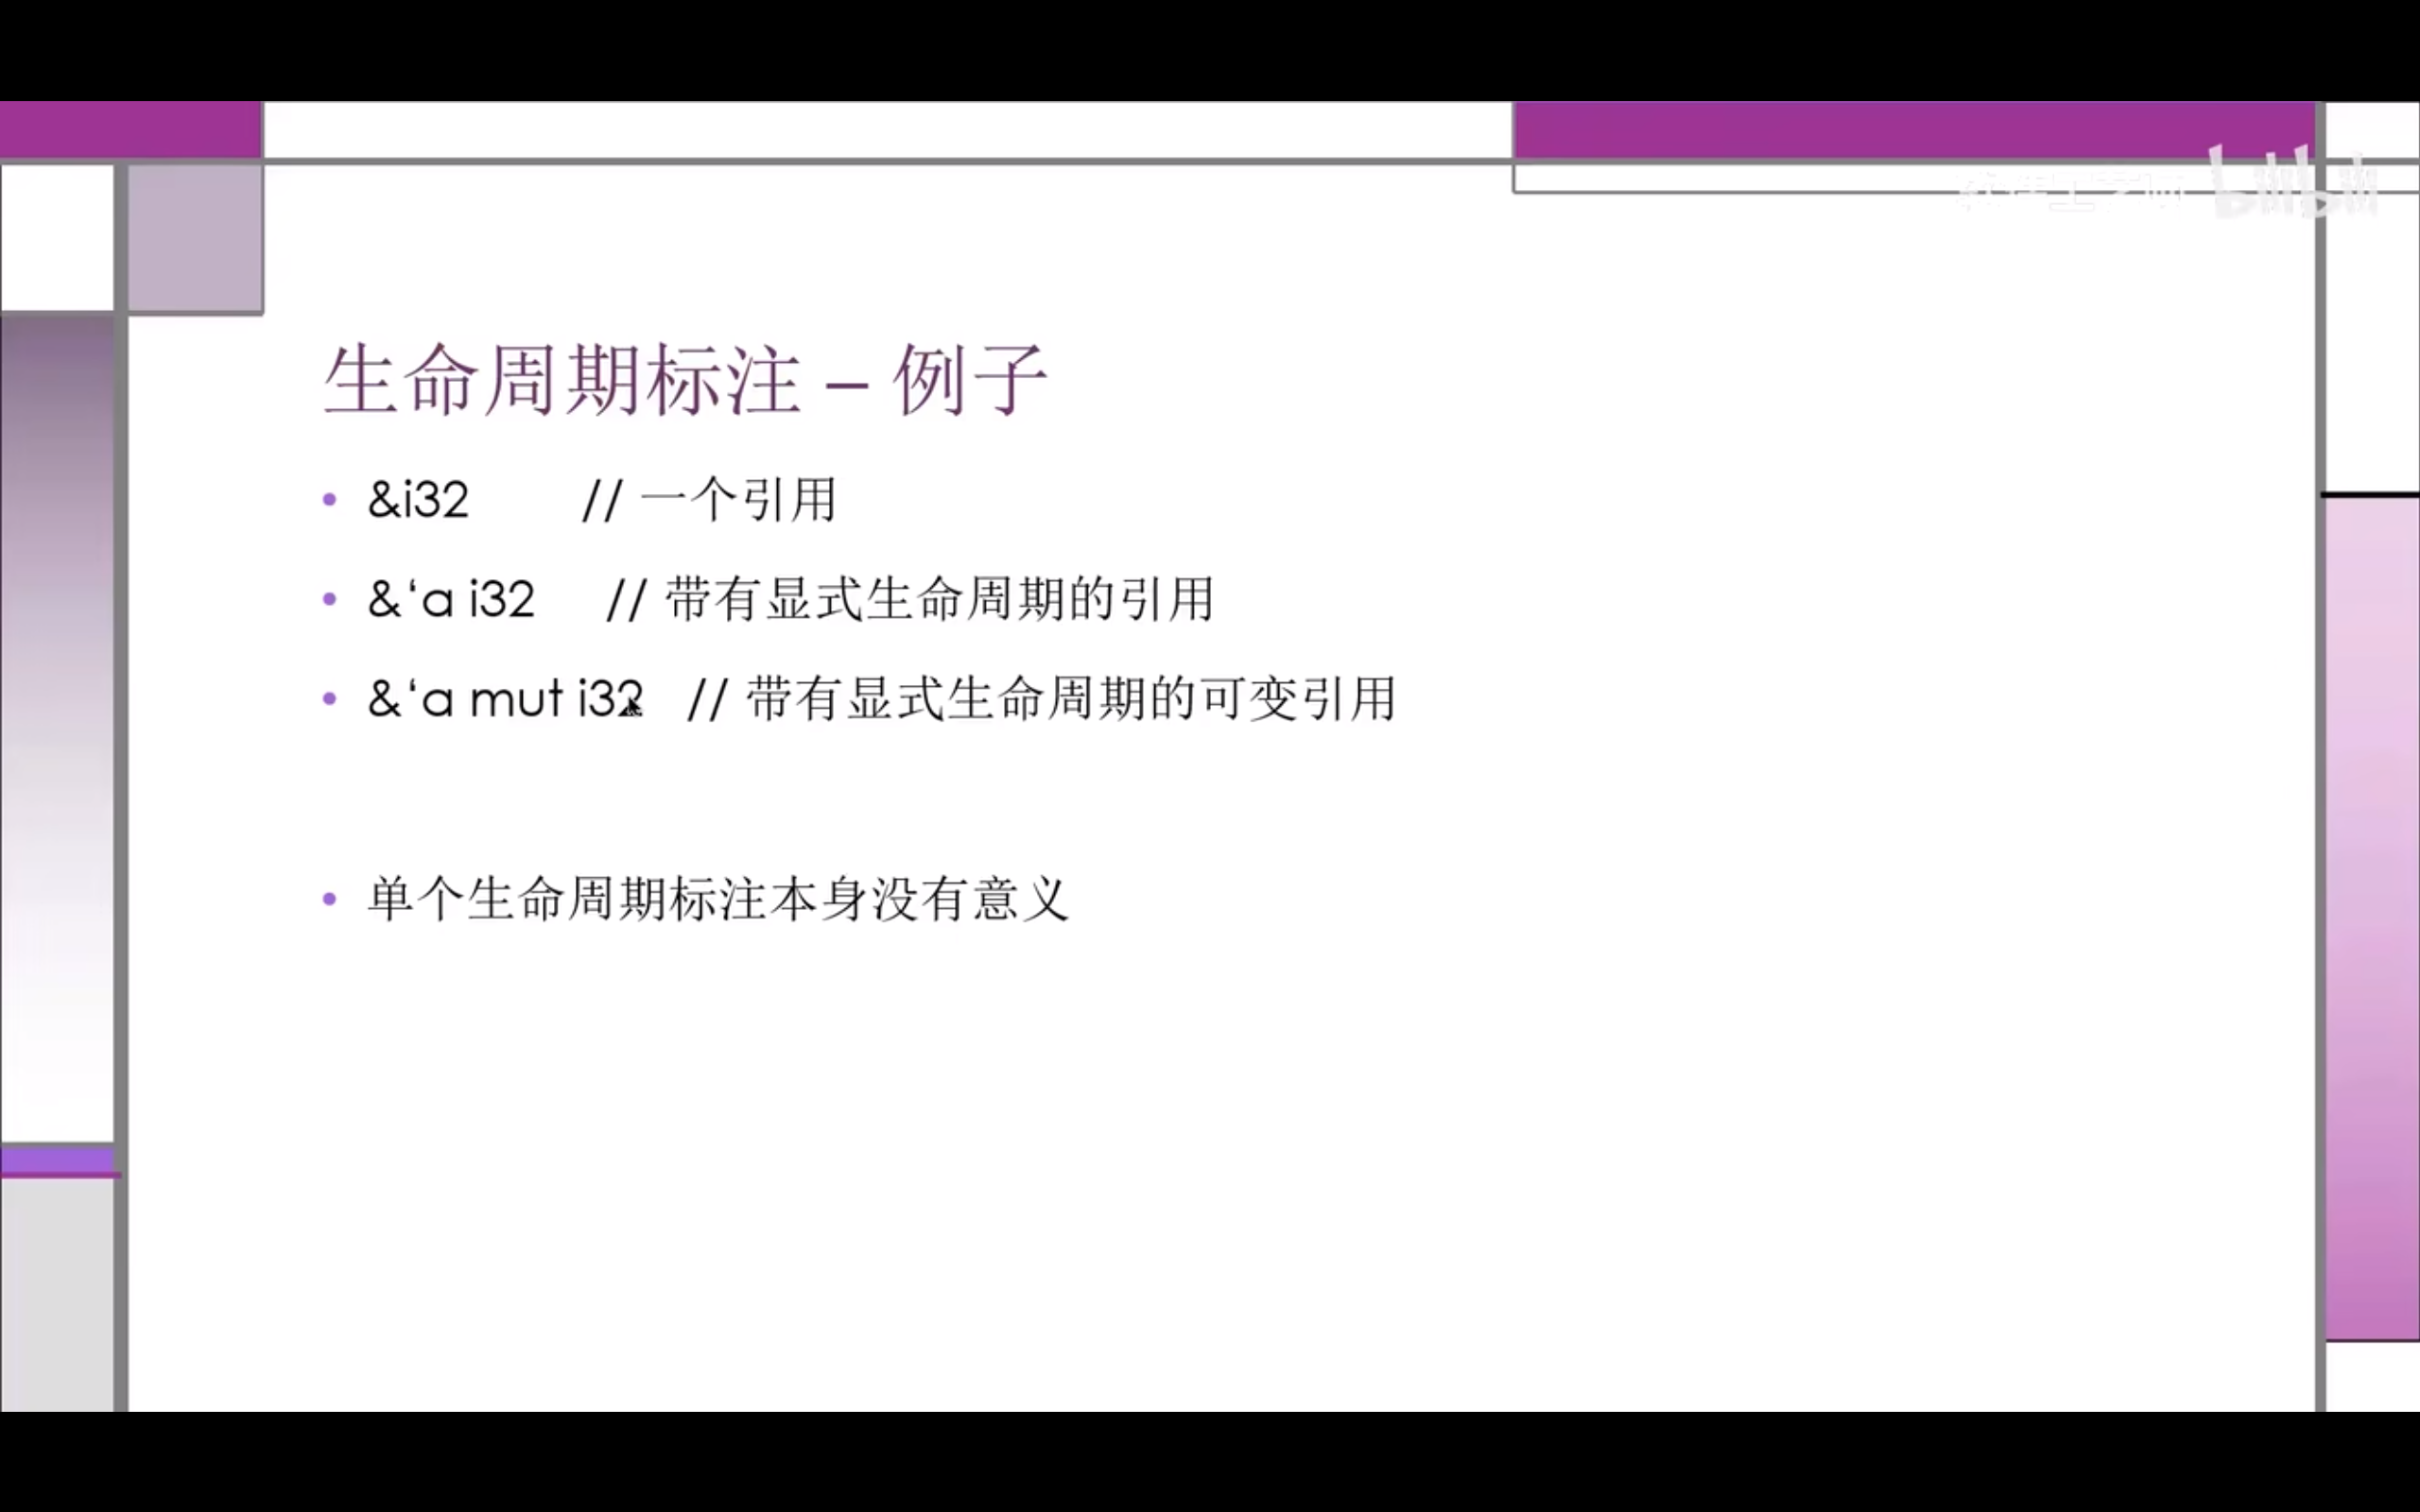 bilibili
生命周期标注 – 例子
• &i32 // 一个引用
• &‘a i32 // 带有显式生命周期的引用
• &‘a mut i32 // 带有显式生命周期的可变引用
• 单个生命周期标注本身没有意义